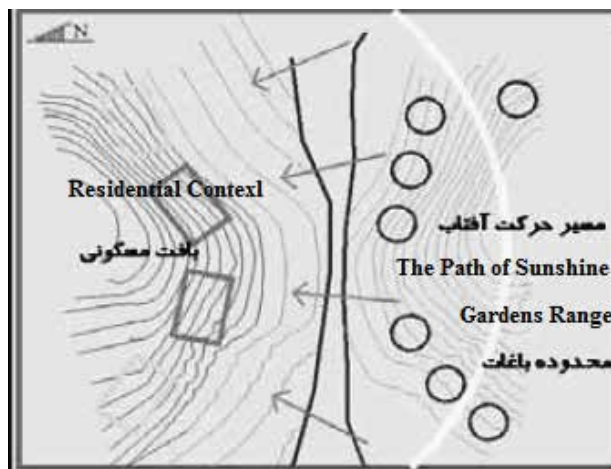 N
Residential Contexl
بافت مسکونی
مسیر حرکت آفتاب
The Path of Sunshine
Gardens Range
محدوده باغات